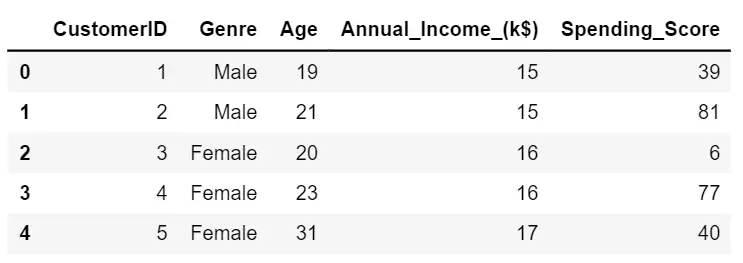 CustomerID Genre Age Annual_Income_(k$) Spending_Score
0 1 Male 19 15 39
1 2 Male 21 15 81
2 3 Female 20 16 6
3 4 Female 23 16 77
4 5 Female 31 17 40